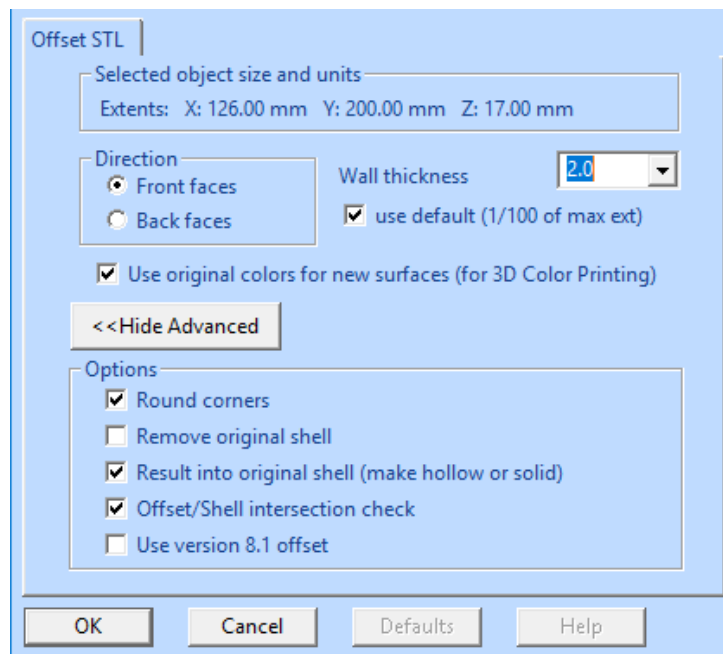 Offset STL
Selected object size and units
Extents: X: 126.00 mm Y: 200.00 mm Z: 17.00 mm
Direction
Front faces
Back faces
Wall thickness
2.0
use default (1/100 of max ext)
Use original colors for new surfaces (for 3D Color Printing)
<<Hide Advanced
Options
Round corners
Remove original shell
Result into original shell (make hollow or solid)
Offset/Shell intersection check
Use version 8.1 offset
OK Cancel Defaults Help